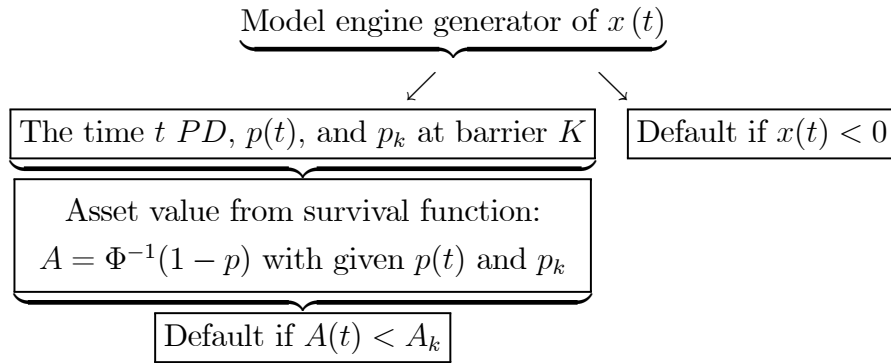 Model engine generator of x (t)
The time t PD, p(t), and p_k at barrier K
Default if x(t) < 0
Asset value from survival function:
A = Φ⁻¹(1 − p) with given p(t) and p_k
Default if A(t) < A_k